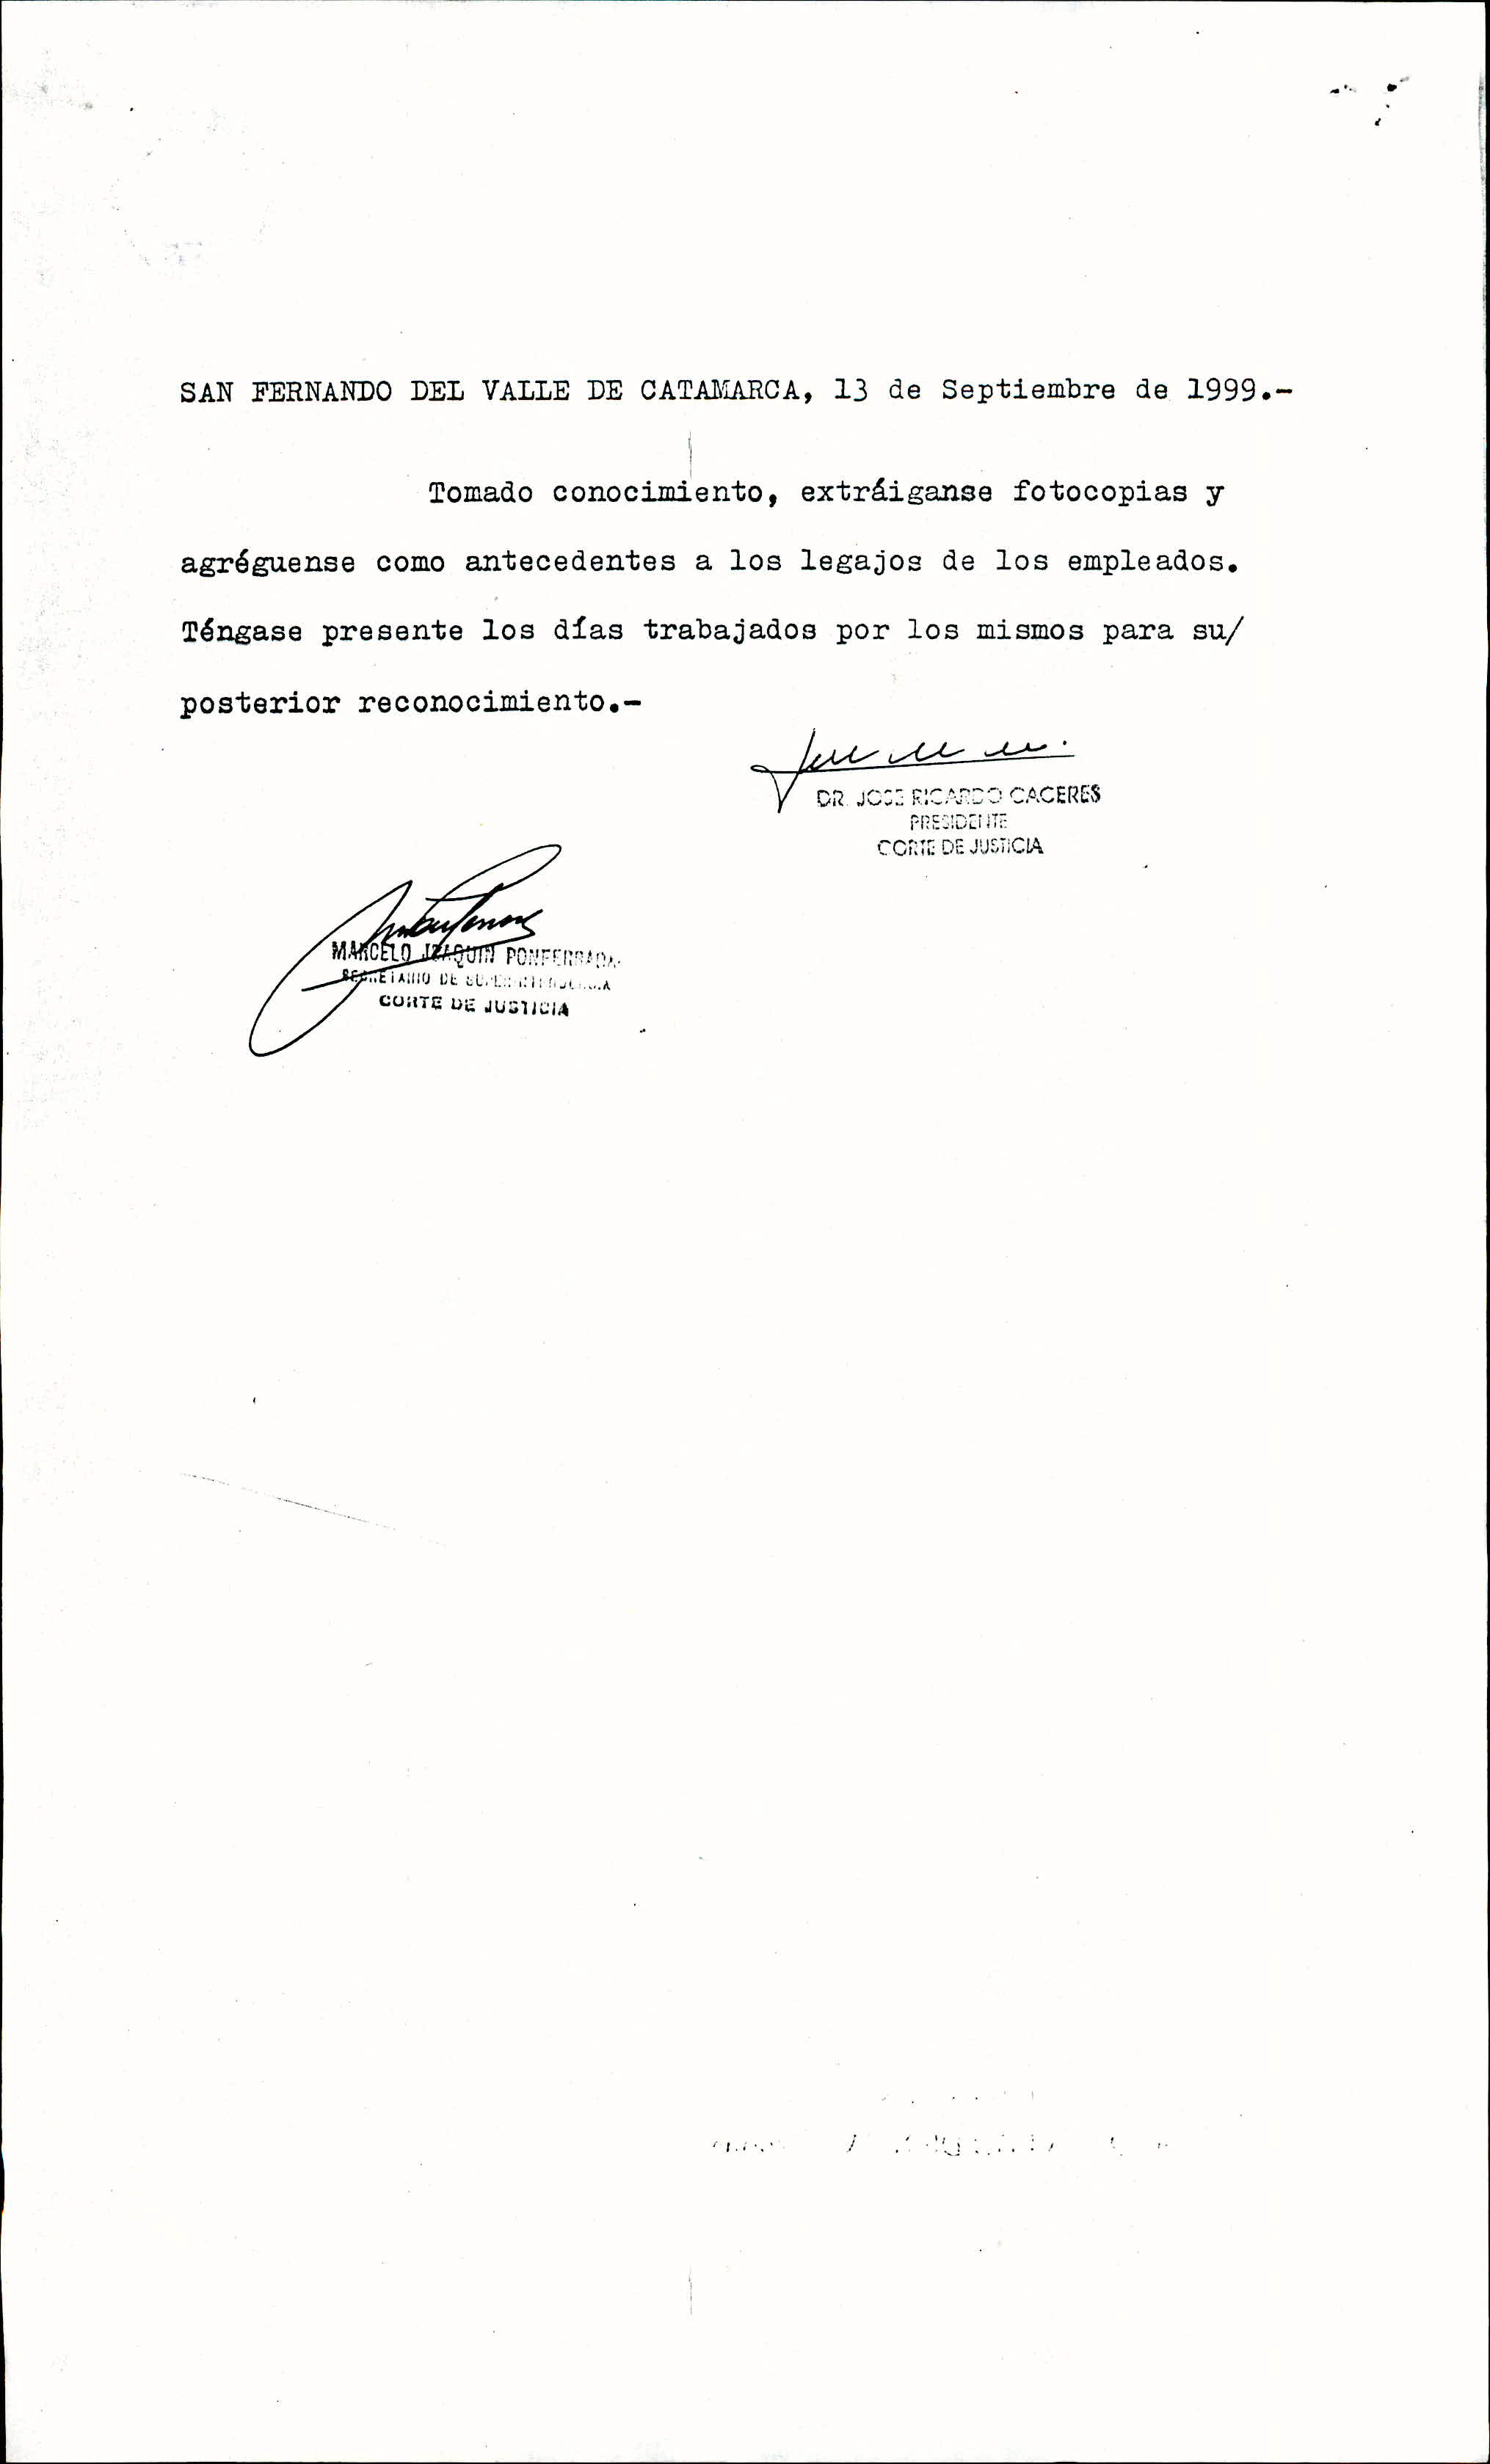 SAN FERNANDO DEL VALLE DE CATAMARCA, 13 de Septiembre de 1999.-
Tomado conocimiento, extráiganse fotocopias y
agréguense como antecedentes a los legajos de los empleados.
Téngase presente los días trabajados por los mismos para su/
posterior reconocimiento.-
DR. JOSE RICARDO CACERES
PRESIDENTE
CORTE DE JUSTICIA
MARCELO JOAQUIN PONFERRADA
SECRETARIO DE SUPERINTENDENCIA
CORTE DE JUSTICIA